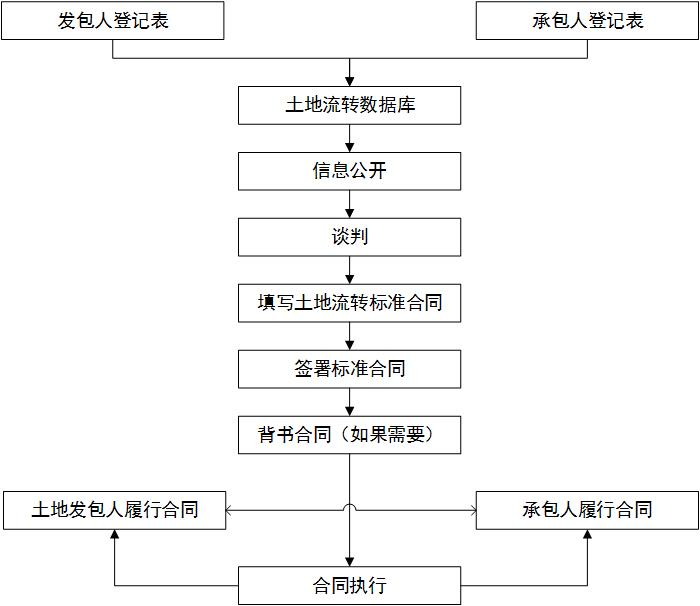 发包人登记表
承包人登记表
土地流转数据库
信息公开
谈判
填写土地流转标准合同
签署标准合同
背书合同（如果需要）
土地发包人履行合同
承包人履行合同
合同执行